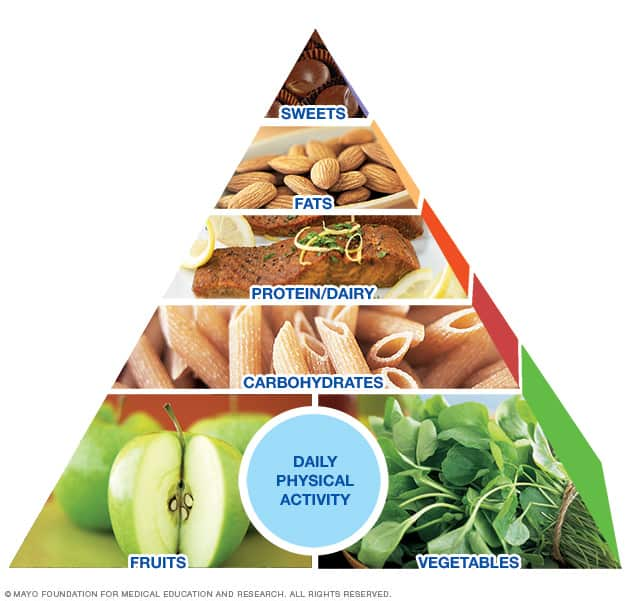 SWEETS
FATS
PROTEIN/DAIRY
CARBOHYDRATES
DAILY
PHYSICAL
ACTIVITY
FRUITS
VEGETABLES
© MAYO FOUNDATION FOR MEDICAL EDUCATION AND RESEARCH. ALL RIGHTS RESERVED.